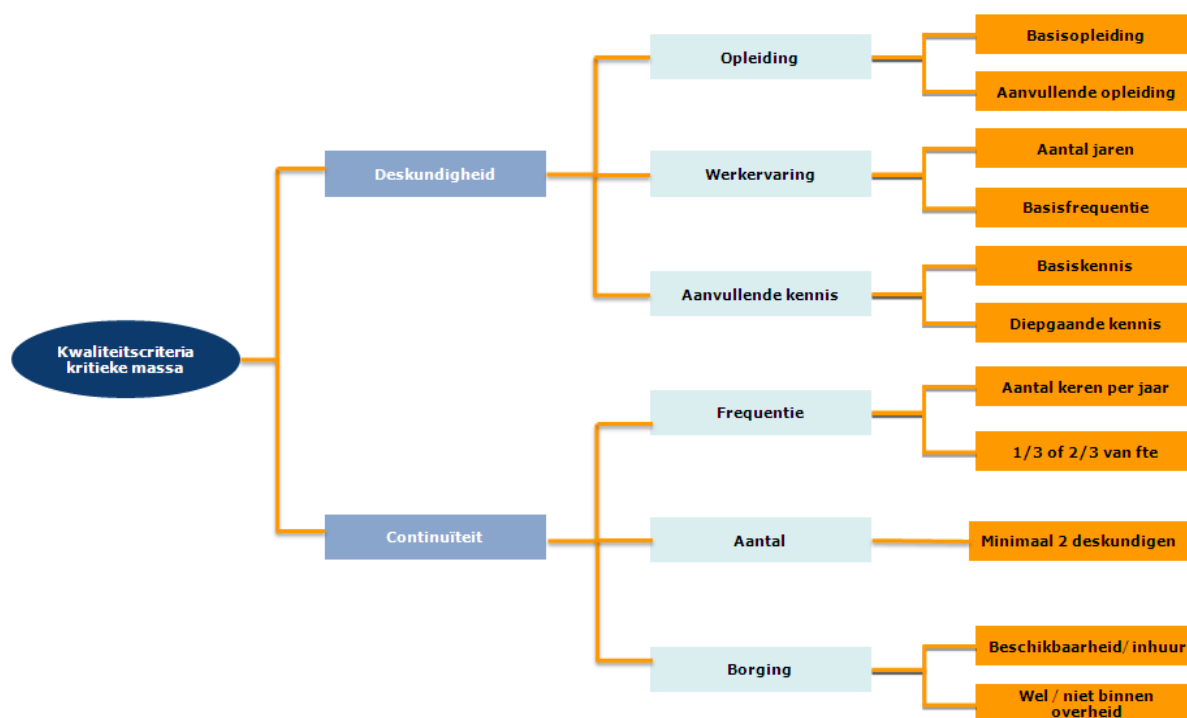 Kwaliteitscriteria
kritieke massa
Deskundigheid
Opleiding
Basisopleiding
Aanvullende opleiding
Werkervaring
Aantal jaren
Basisfrequentie
Aanvullende kennis
Basiskennis
Diepgaande kennis
Continuïteit
Frequentie
Aantal keren per jaar
1/3 of 2/3 van fte
Aantal
Minimaal 2 deskundigen
Borging
Beschikbaarheid/ inhuur
Wel / niet binnen
overheid